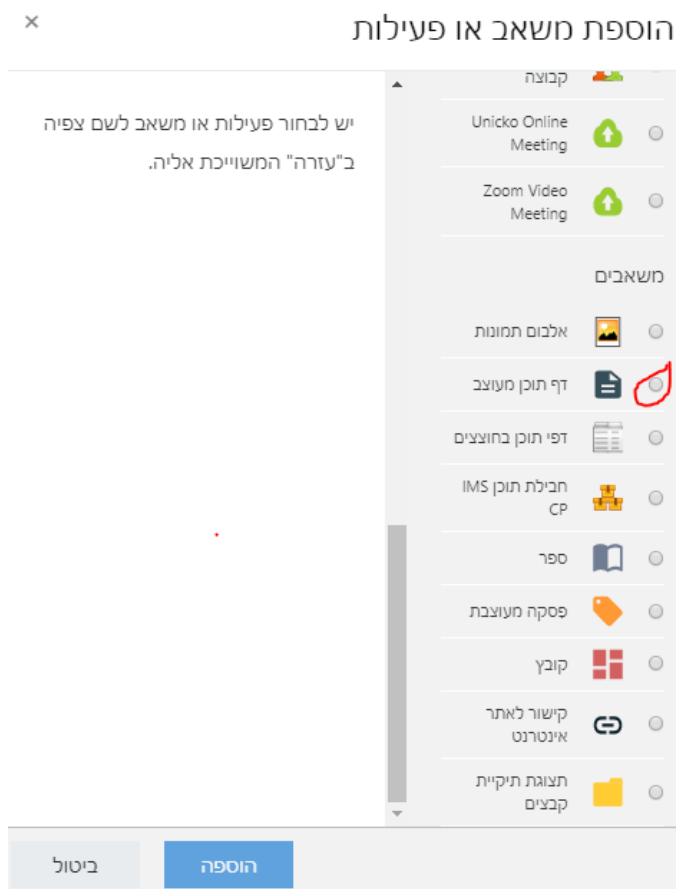 הוספת משאב או פעילות
×
קבוצה
Unicko Online
Meeting
Zoom Video
Meeting
משאבים
אלבום תמונות
דף תוכן מעוצב
דפי תוכן בחוצצים
חבילת תוכן IMS
CP
ספר
פסקה מעוצבת
קובץ
קישור לאתר
אינטרנט
תצוגת תיקיית
קבצים
יש לבחור פעילות או משאב לשם צפיה
ב"עזרה" המשוייכת אליה.
הוספה
ביטול